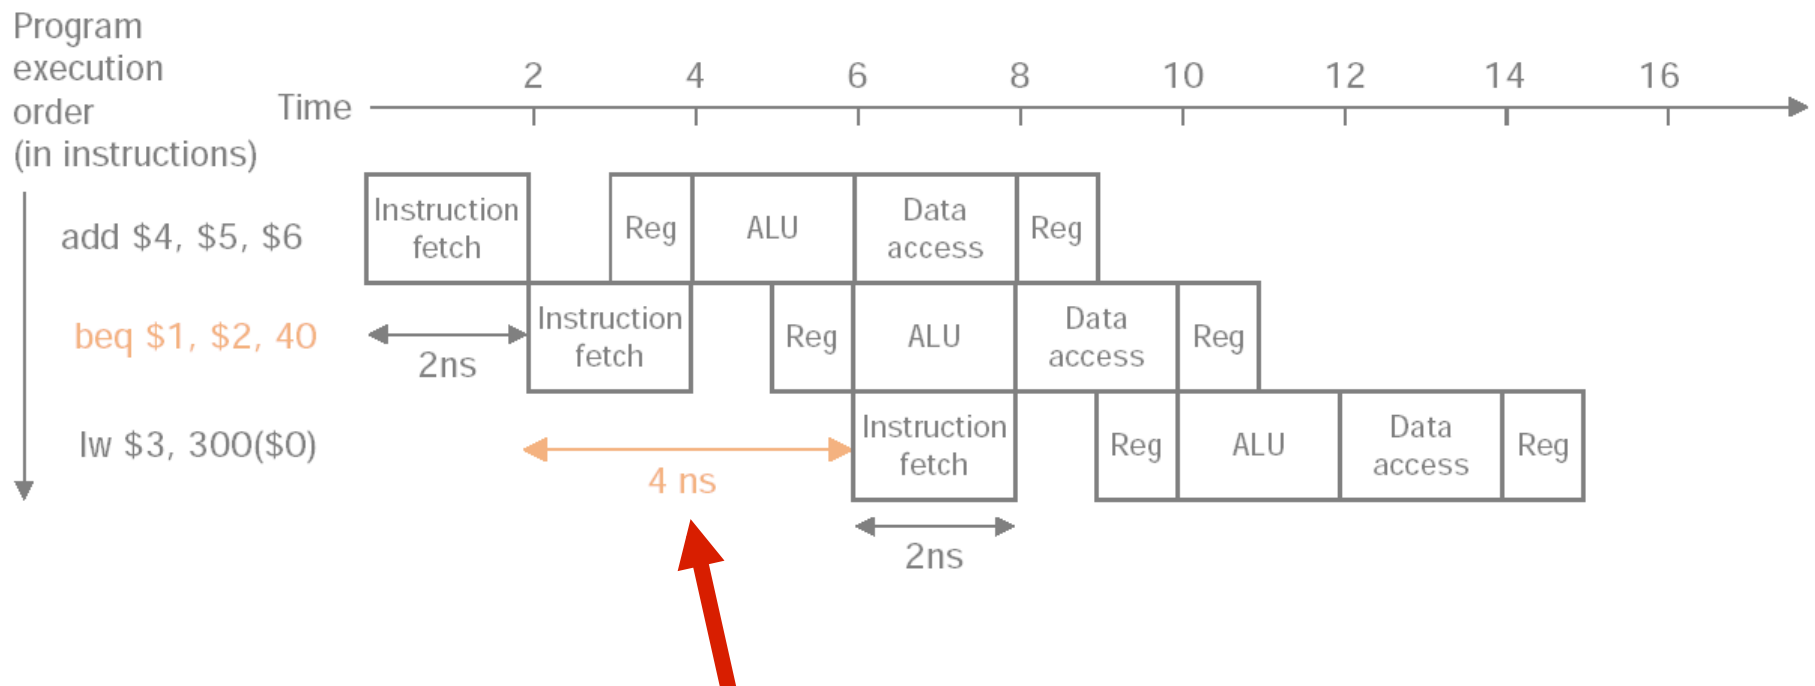 Program
execution
order
(in instructions)
Time
2 4 6 8 10 12 14 16
add $4, $5, $6
Instruction
fetch
Reg
ALU
Data
access
Reg
beq $1, $2, 40
2ns
Instruction
fetch
Reg
ALU
Data
access
Reg
lw $3, 300($0)
4 ns
Instruction
fetch
Reg
ALU
Data
access
Reg
2ns